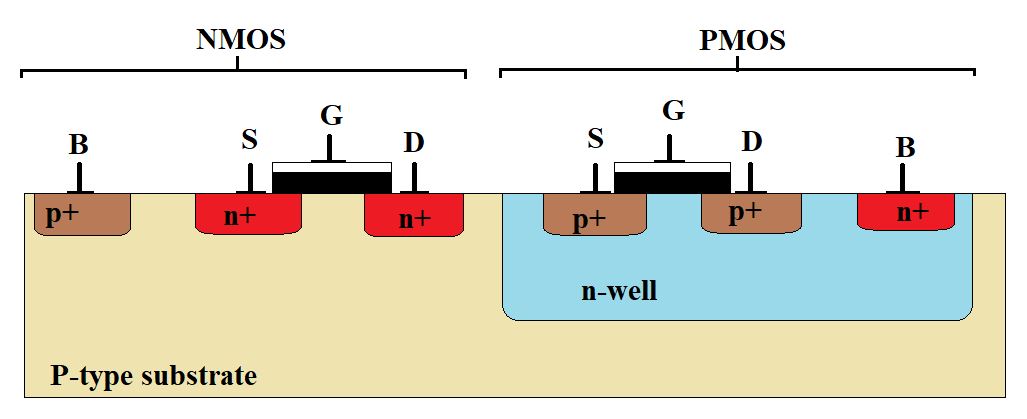 NMOS
PMOS
B
S
G
D
S
G
D
B
p+
n+
n+
p+
p+
n+
n-well
P-type substrate